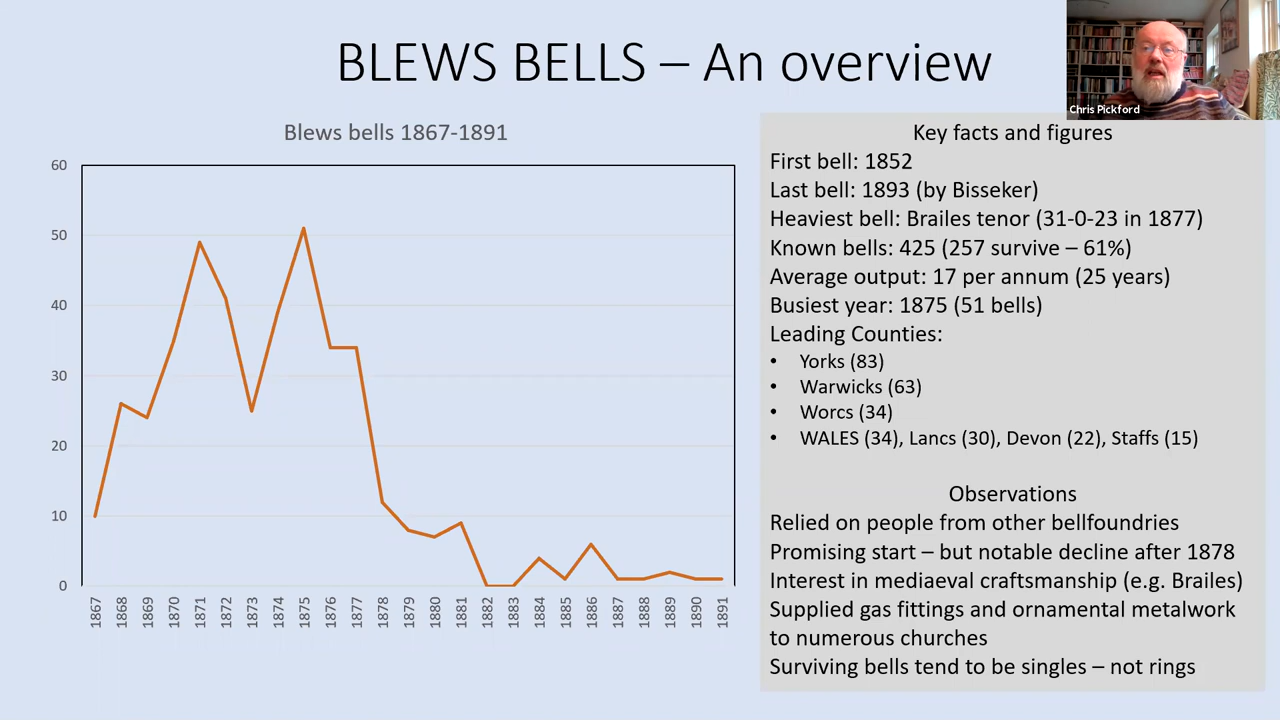 BLEWS BELLS – An overview
Chris Pickford
Blews bells 1867-1891
60
50
40
30
20
10
0
1867
1868
1869
1870
1871
1872
1873
1874
1875
1876
1877
1878
1879
1880
1881
1882
1883
1884
1885
1886
1887
1888
1889
1890
1891
Key facts and figures
First bell: 1852
Last bell: 1893 (by Bisseker)
Heaviest bell: Brailes tenor (31-0-23 in 1877)
Known bells: 425 (257 survive – 61%)
Average output: 17 per annum (25 years)
Busiest year: 1875 (51 bells)
Leading Counties:
• Yorks (83)
• Warwicks (63)
• Worcs (34)
• WALES (34), Lancs (30), Devon (22), Staffs (15)
Observations
Relied on people from other bellfoundries
Promising start – but notable decline after 1878
Interest in mediaeval craftsmanship (e.g. Brailes)
Supplied gas fittings and ornamental metalwork
to numerous churches
Surviving bells tend to be singles – not rings